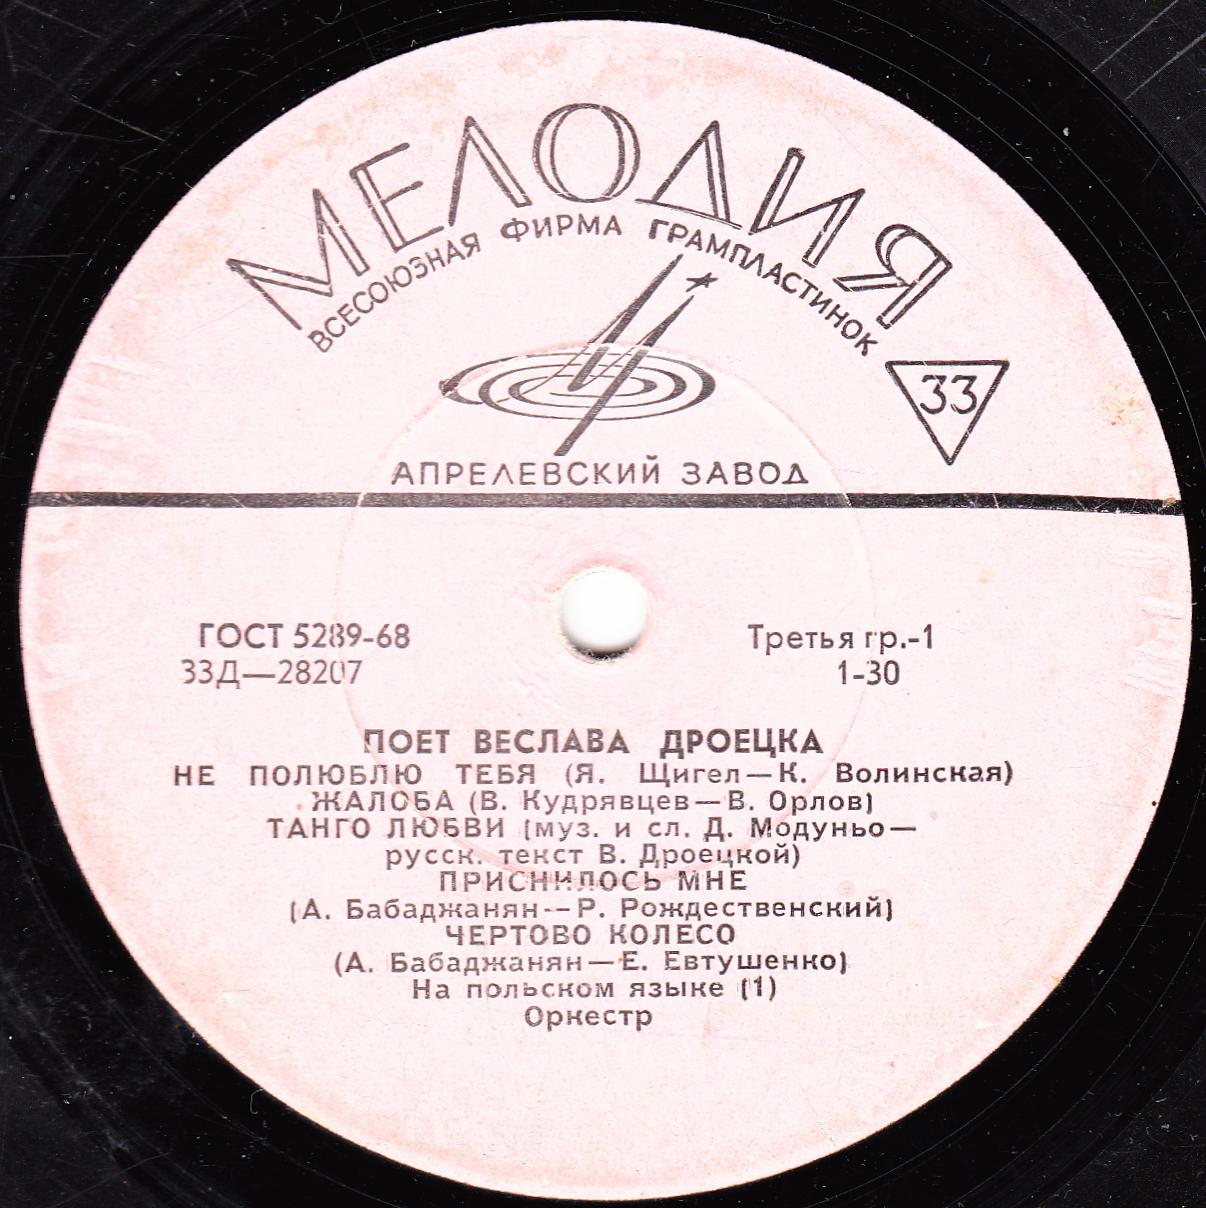 МЕЛОДИЯ
ВСЕСОЮЗНАЯ ФИРМА ГРАМПЛАСТИНОК
33
АПРЕЛЕВСКИЙ ЗАВОД
ГОСТ 5289-68
Третья гр.-1
33Д—28207
1-30
ПОЕТ ВЕСЛАВА ДРОЕЦКА
НЕ ПОЛЮБЛЮ ТЕБЯ (Я. Щигел—К. Волинская)
ЖАЛОБА (В. Кудрявцев—В. Орлов)
ТАНГО ЛЮБВИ (муз. и сл. Д. Модуньо—
русск. текст В. Дроецкой)
ПРИСНИЛОСЬ МНЕ
(А. Бабаджанян—Р. Рождественский)
ЧЕРТОВО КОЛЕСО
(А. Бабаджанян—Е. Евтушенко)
На польском языке (1)
Оркестр